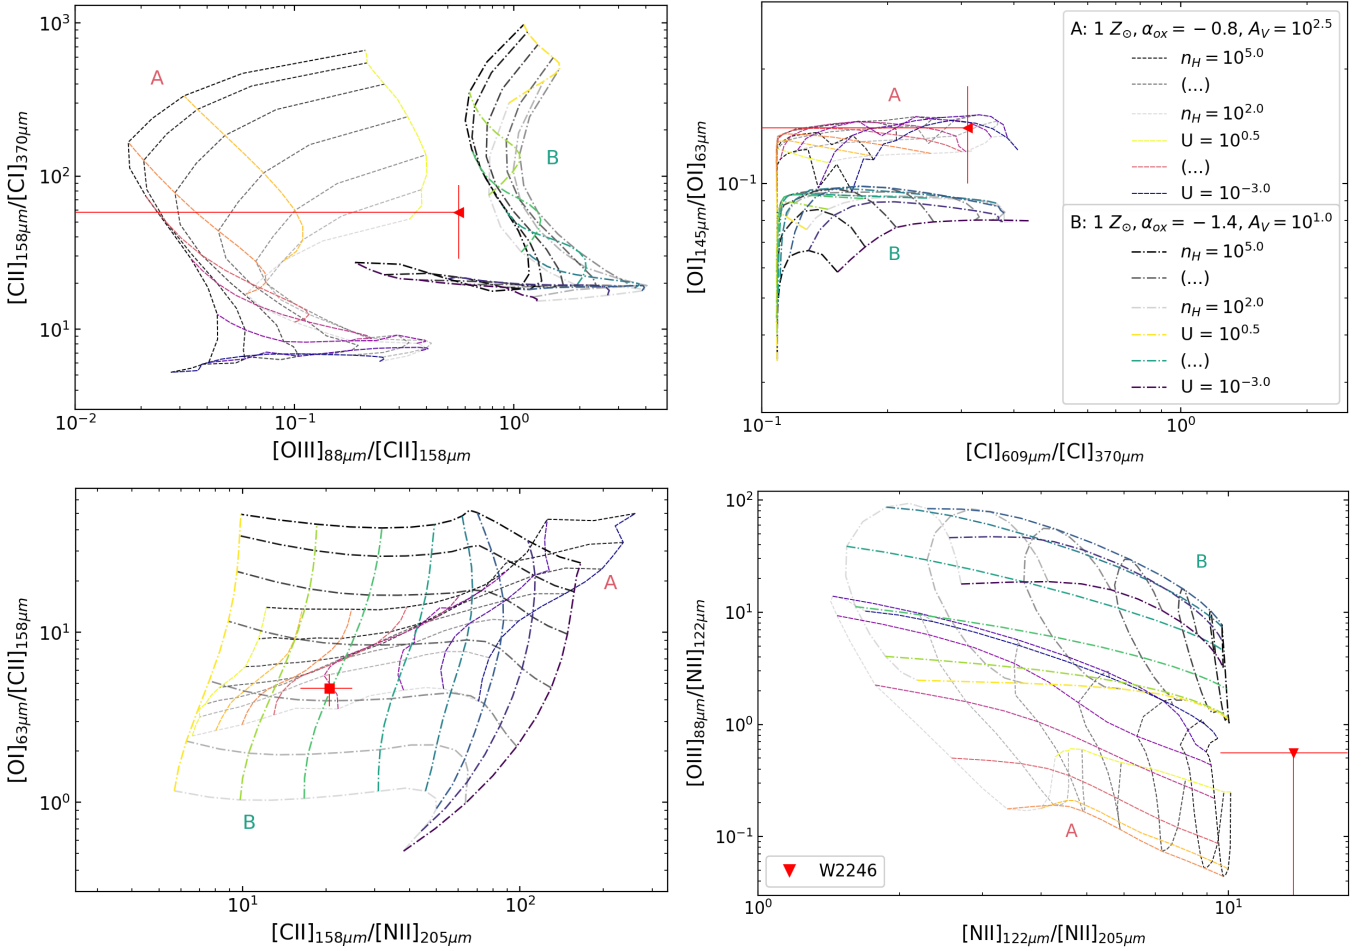 10³
10²
10¹
10⁻²
10⁻¹
10⁰
[CII]₁₅₈μm/[CI]₃₇₀μm
[OIII]₈₈μm/[CII]₁₅₈μm
A
B
10⁻¹
10⁻¹
10⁰
[OI]₁₄₅μm/[OI]₆₃μm
[CI]₆₀₉μm/[CI]₃₇₀μm
A
B
A: 1 Z⊙, αox = −0.8, AV = 10^2.5
nH = 10^5.0
(...)
nH = 10^2.0
U = 10^0.5
(...)
U = 10^−3.0
B: 1 Z⊙, αox = −1.4, AV = 10^1.0
nH = 10^5.0
(...)
nH = 10^2.0
U = 10^0.5
(...)
U = 10^−3.0
10¹
10⁰
10¹
10²
[OI]₆₃μm/[CII]₁₅₈μm
[CII]₁₅₈μm/[NII]₂₀₅μm
A
B
10²
10¹
10⁰
10⁻¹
10⁰
10¹
[OIII]₈₈μm/[NII]₁₂₂μm
[NII]₁₂₂μm/[NII]₂₀₅μm
B
A
W2246